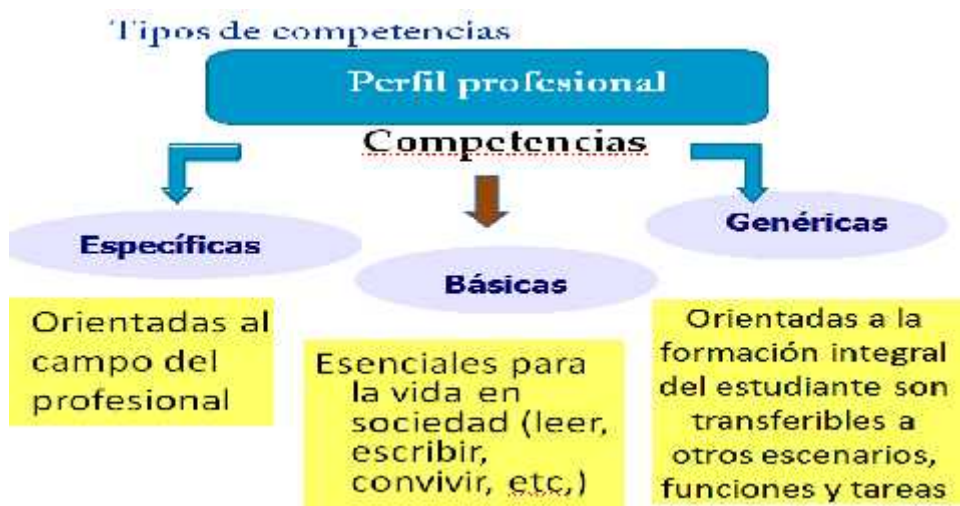 Tipos de competencias
Perfil profesional
Competencias
Específicas
Orientadas al
campo del
profesional
Básicas
Esenciales para
la vida en
sociedad (leer,
escribir,
convivir, etc,)
Genéricas
Orientadas a la
formación integral
del estudiante son
transferibles a
otros escenarios,
funciones y tareas